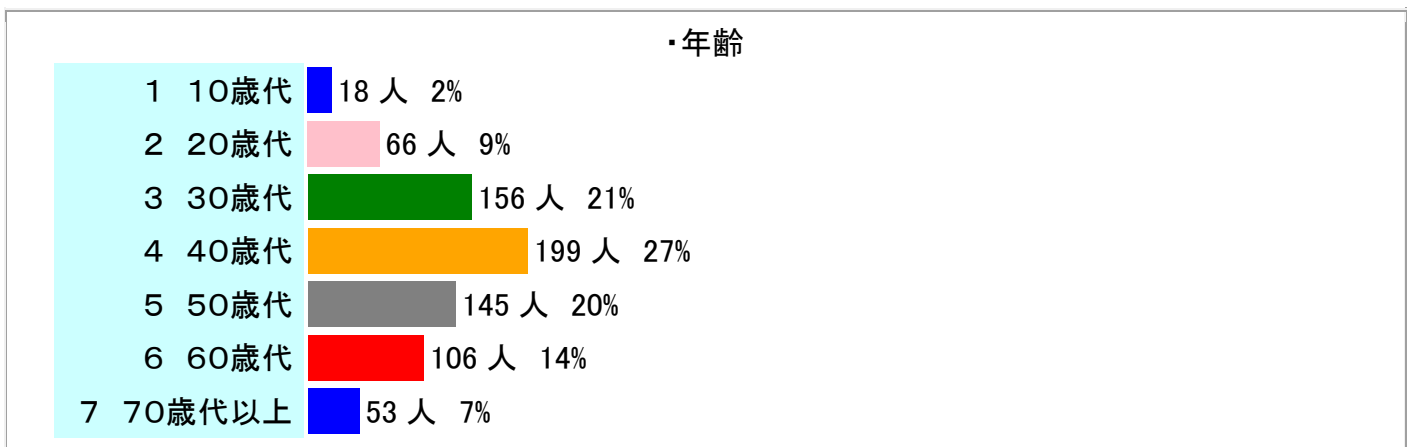 ・年齢
１　１０歳代 18 人 2%
２　２０歳代 66 人 9%
３　３０歳代 156 人 21%
４　４０歳代 199 人 27%
５　５０歳代 145 人 20%
６　６０歳代 106 人 14%
７　７０歳代以上 53 人 7%